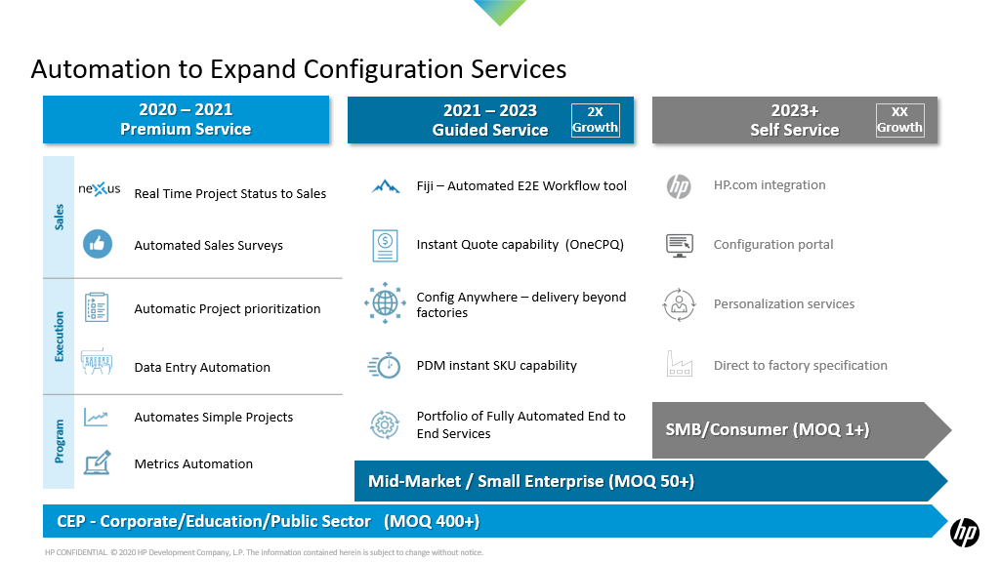 Automation to Expand Configuration Services
2020 – 2021
Premium Service
2021 – 2023
Guided Service
2X
Growth
2023+
Self Service
XX
Growth
Sales
nexxus
Real Time Project Status to Sales
Automated Sales Surveys
Execution
Automatic Project prioritization
Data Entry Automation
Program
Automates Simple Projects
Metrics Automation
Fiji – Automated E2E Workflow tool
Instant Quote capability (OneCPQ)
Config Anywhere – delivery beyond
factories
PDM instant SKU capability
Portfolio of Fully Automated End to
End Services
hp
HP.com integration
Configuration portal
Personalization services
Direct to factory specification
SMB/Consumer (MOQ 1+)
Mid-Market / Small Enterprise (MOQ 50+)
CEP - Corporate/Education/Public Sector (MOQ 400+)
hp
HP CONFIDENTIAL. © 2020 HP Development Company, L.P. The information contained herein is subject to change without notice.